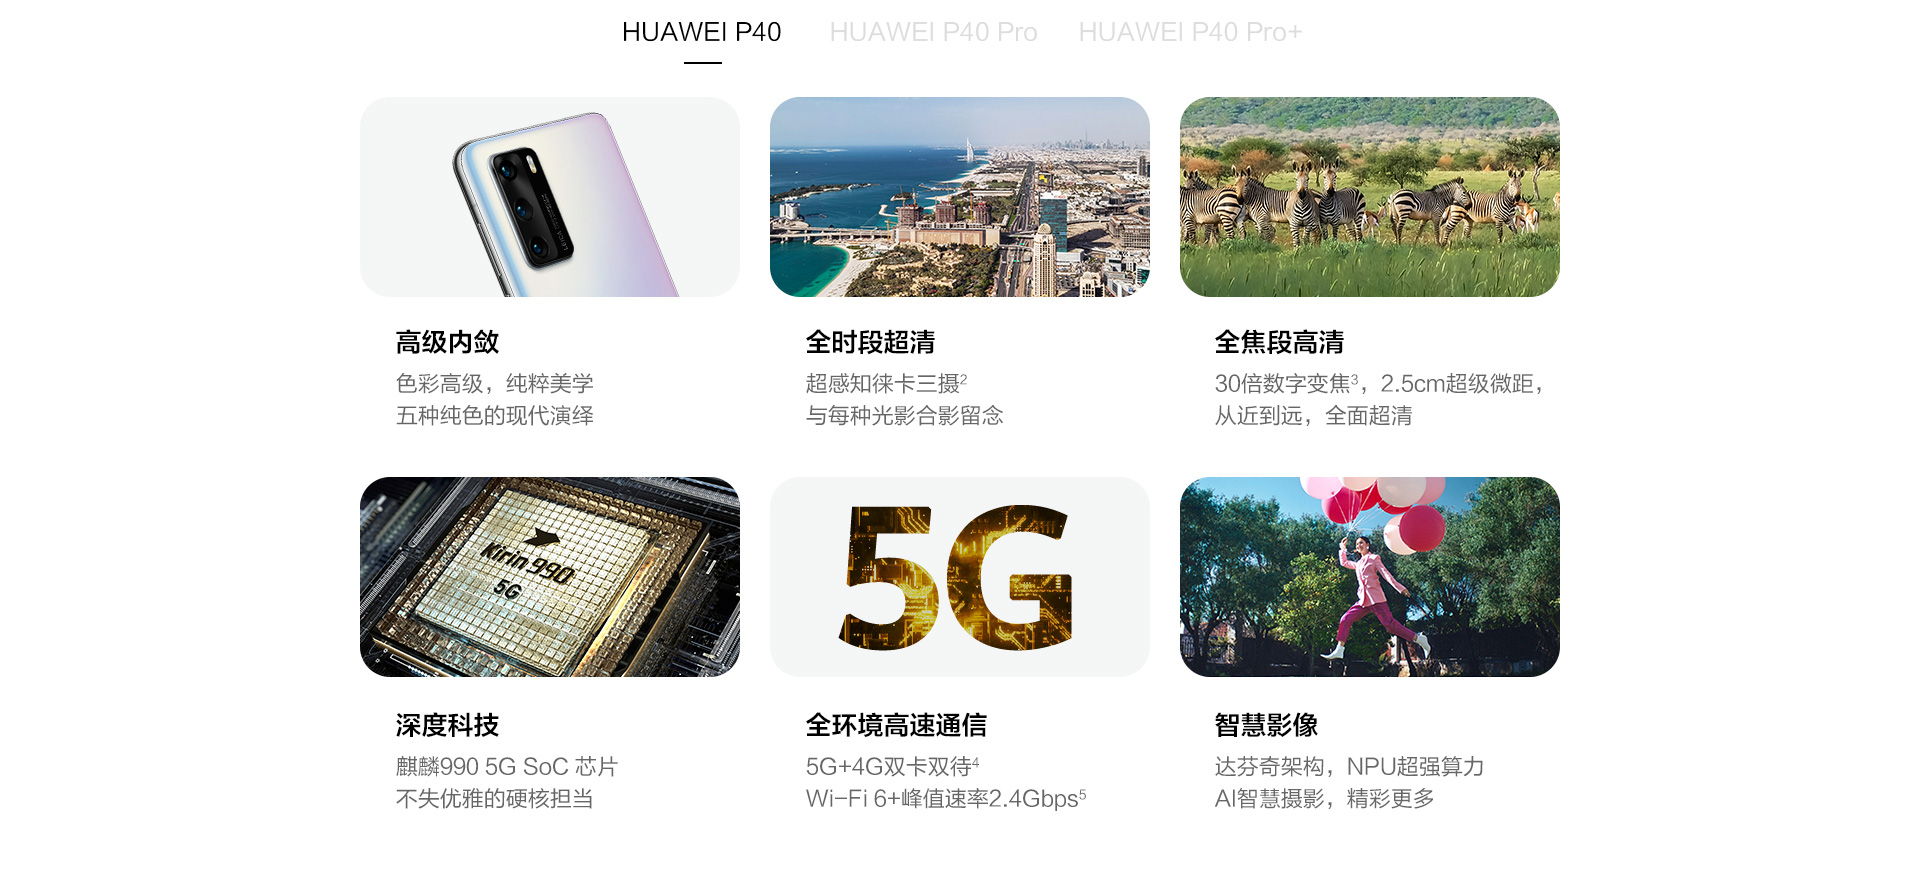 HUAWEI P40
HUAWEI P40 Pro
HUAWEI P40 Pro+
高级内敛
色彩高级，纯粹美学
五种纯色的现代演绎
全时段超清
超感知徕卡三摄²
与每种光影合影留念
全焦段高清
30倍数字变焦³，2.5cm超级微距，
从近到远，全面超清
Kirin 990
5G
深度科技
麒麟990 5G SoC 芯片
不失优雅的硬核担当
5G
全环境高速通信
5G+4G双卡双待⁴
Wi-Fi 6+峰值速率2.4Gbps⁵
智慧影像
达芬奇架构，NPU超强算力
AI智慧摄影，精彩更多